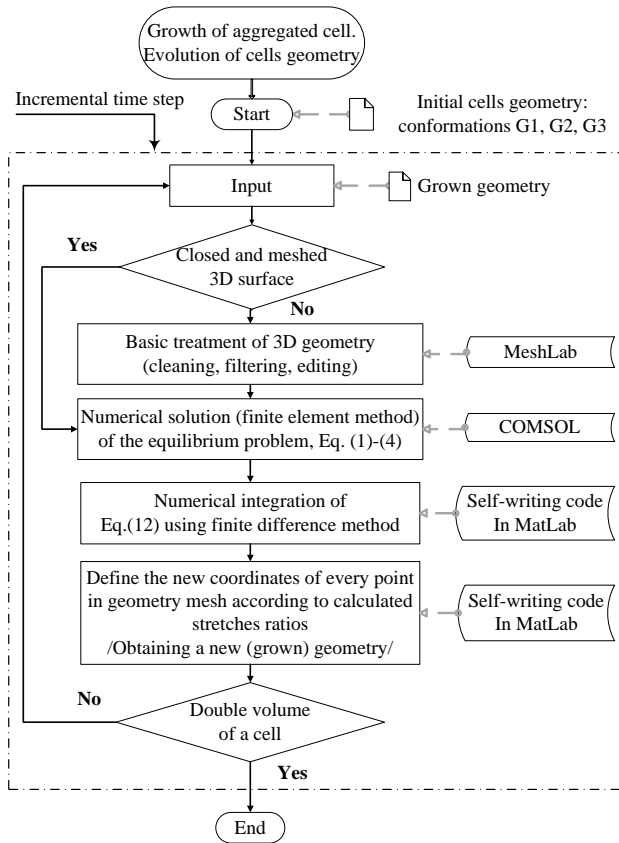 Growth of aggregated cell.
Evolution of cells geometry
Incremental time step
Start
Initial cells geometry:
conformations G1, G2, G3
Input
Grown geometry
Yes
Closed and meshed
3D surface
No
Basic treatment of 3D geometry
(cleaning, filtering, editing)
MeshLab
Numerical solution (finite element method)
of the equilibrium problem, Eq. (1)-(4)
COMSOL
Numerical integration of
Eq.(12) using finite difference method
Self-writing code
In MatLab
Define the new coordinates of every point
in geometry mesh according to calculated
stretches ratios
/Obtaining a new (grown) geometry/
Self-writing code
In MatLab
No
Double volume
of a cell
Yes
End